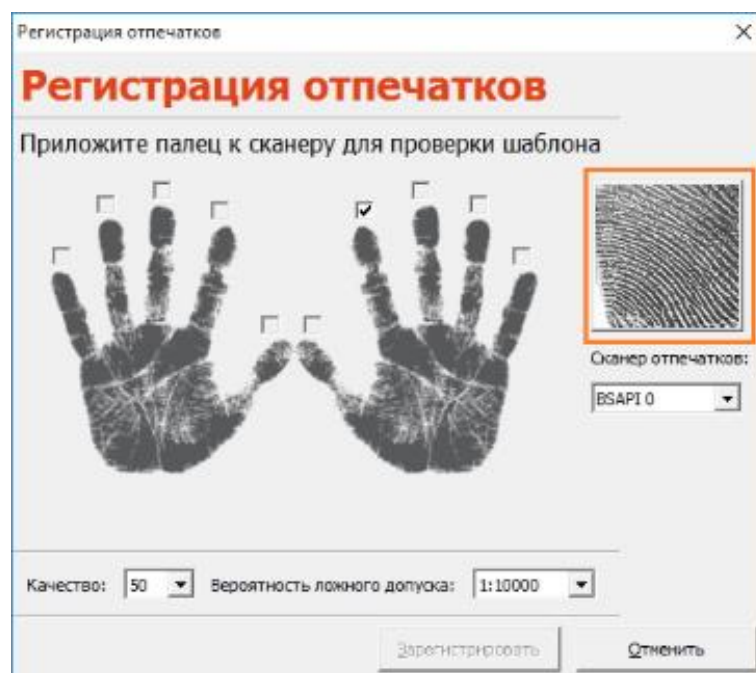 Регистрация отпечатков
Регистрация отпечатков
Приложите палец к сканеру для проверки шаблона
Сканер отпечатков:
BSAPI 0
Качество: 50 Вероятность ложного допуска: 1:10000
Зарегистрировать Отменить